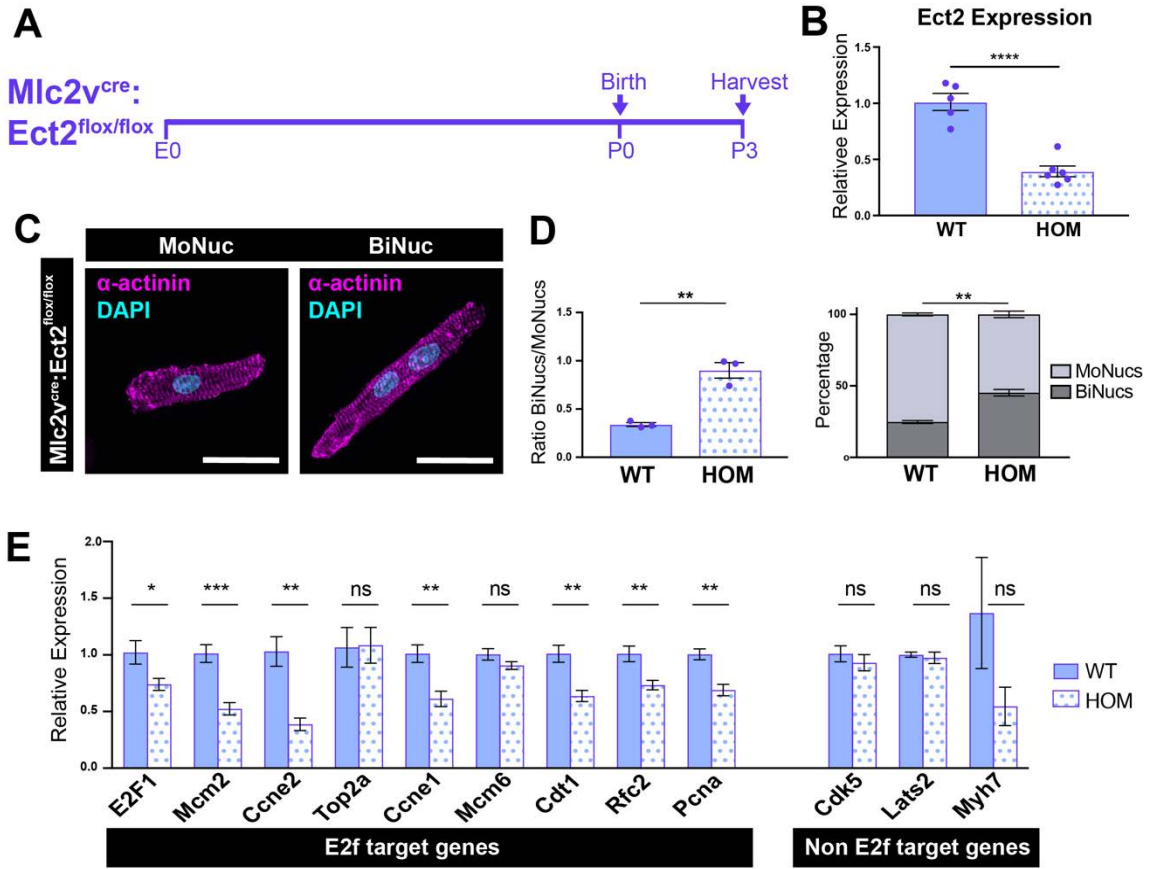 A
Mlc2v^cre:
Ect2^flox/flox
Birth
Harvest
E0
P0
P3
B
Ect2 Expression
Relativee Expression
1.5
1.0
0.5
0.0
****
WT
HOM
C
MoNuc
BiNuc
Mlc2v^cre:Ect2^flox/flox
α-actinin
DAPI
α-actinin
DAPI
D
Ratio BiNucs/MoNucs
1.5
1.0
0.5
0.0
**
WT
HOM
Percentage
100
50
0
**
WT
HOM
MoNucs
BiNucs
E
Relative Expression
2.0
1.5
1.0
0.5
0.0
* *** ** ns ** ns ** ** ** ns ns ns
E2F1 Mcm2 Ccne2 Top2a Ccne1 Mcm6 Cdt1 Rfc2 Pcna Cdk5 Lats2 Myh7
WT
HOM
E2f target genes
Non E2f target genes